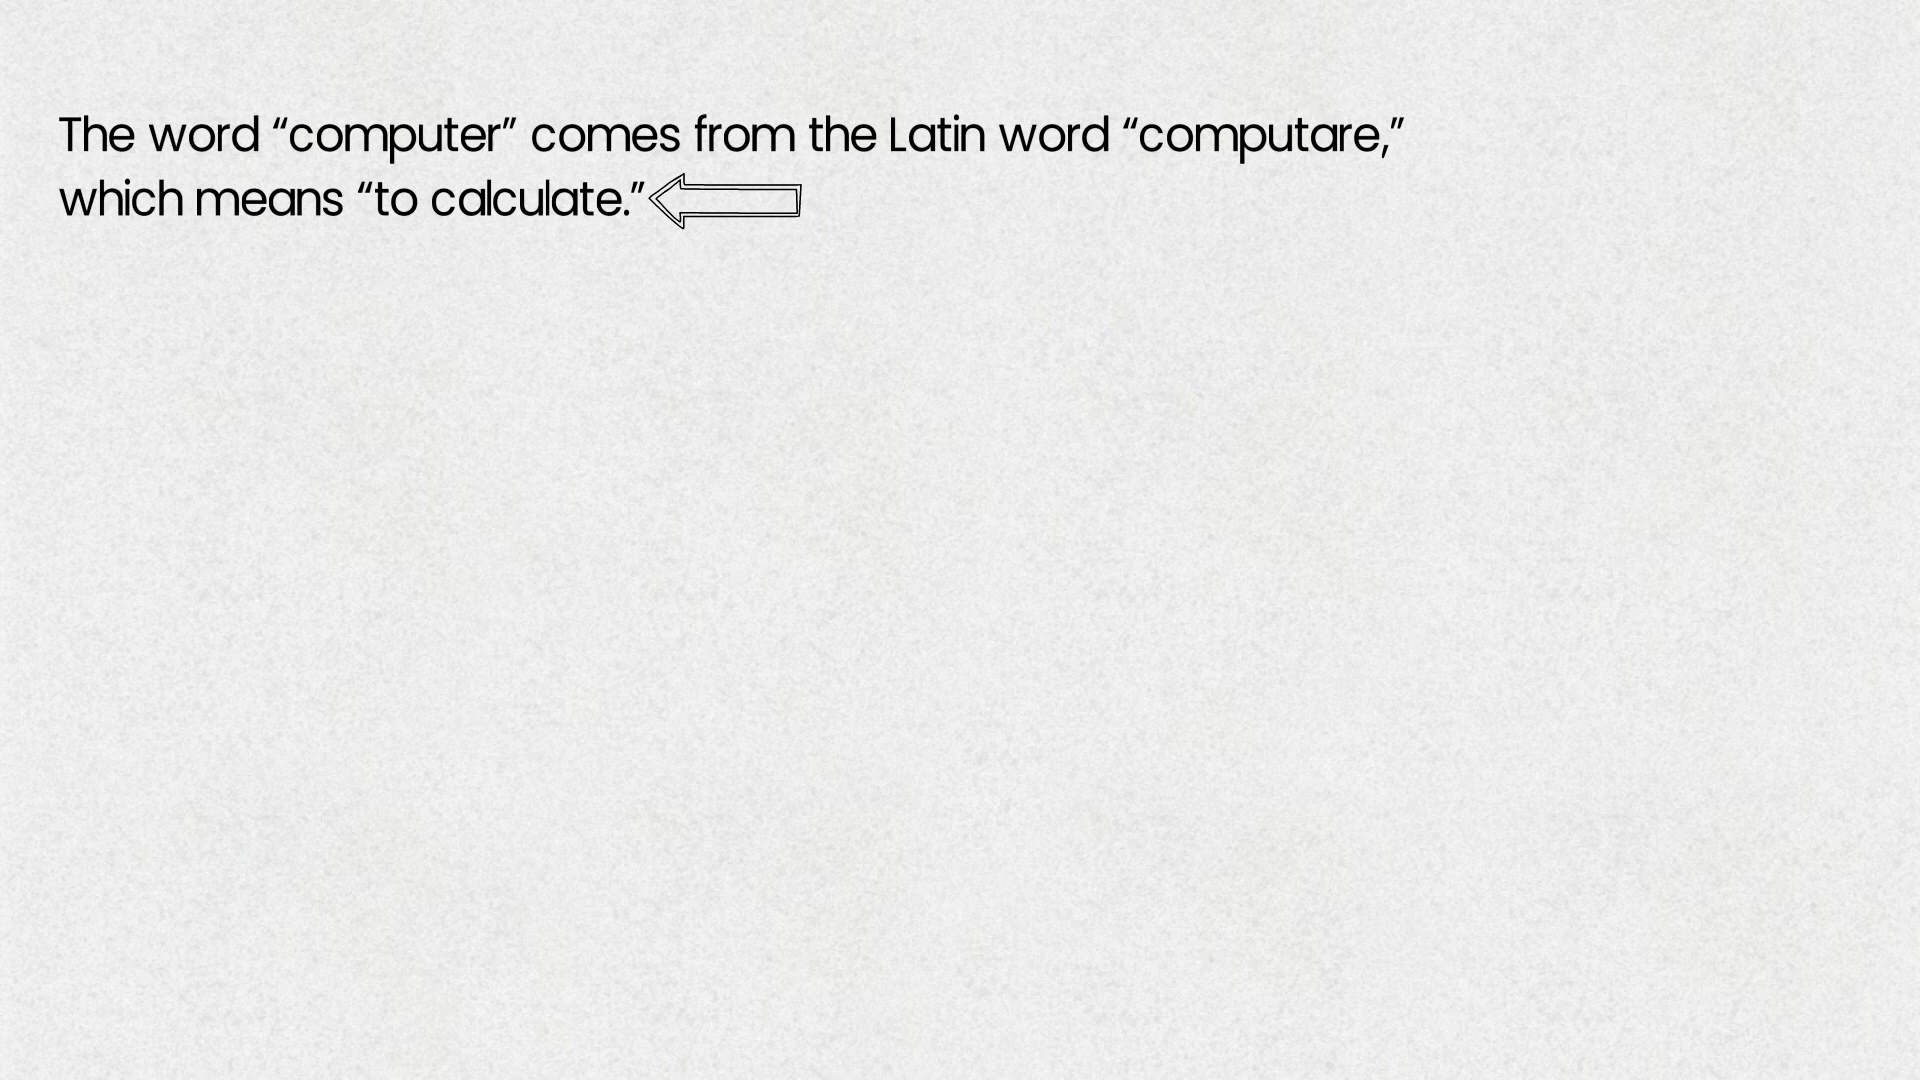 The word “computer” comes from the Latin word “computare,”
which means “to calculate.”